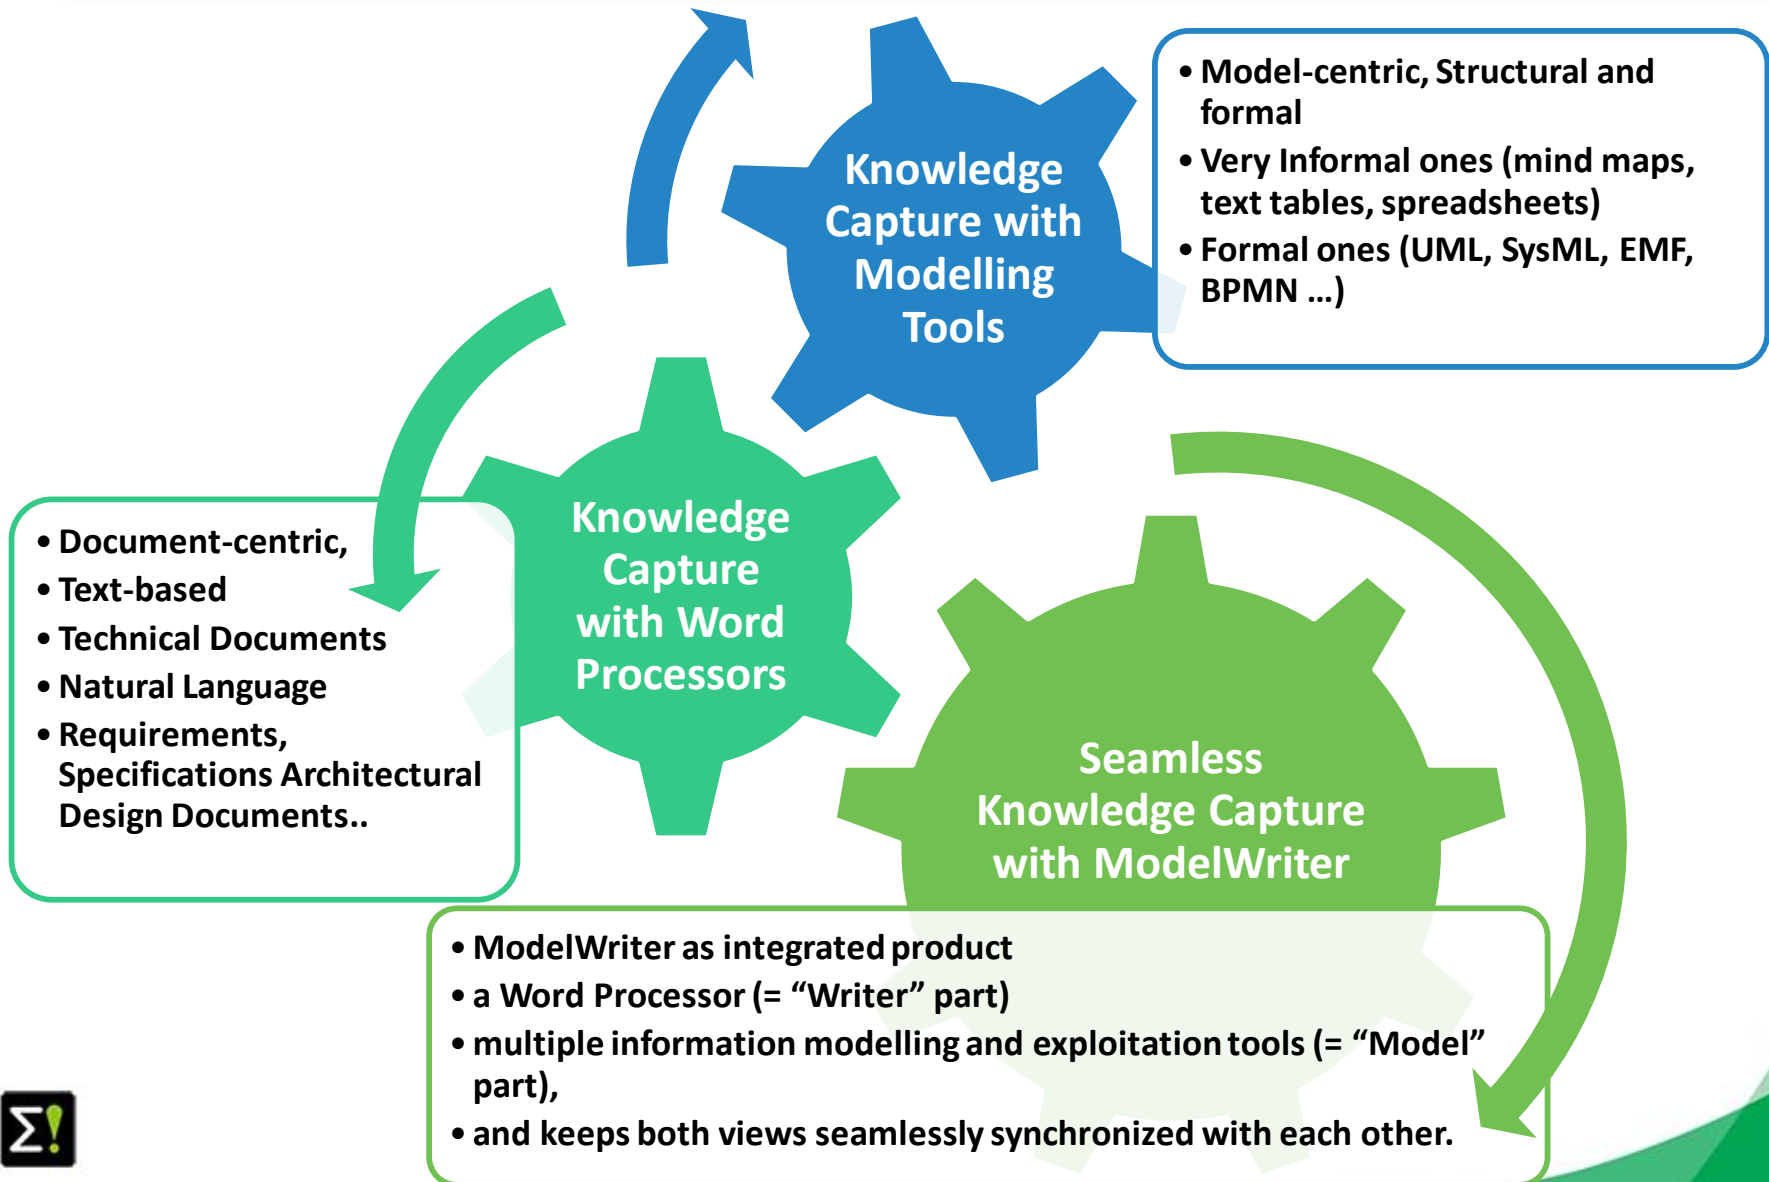 Knowledge
Capture with
Modelling
Tools
• Model-centric, Structural and
formal
• Very Informal ones (mind maps,
text tables, spreadsheets)
• Formal ones (UML, SysML, EMF,
BPMN ...)
Knowledge
Capture
with Word
Processors
• Document-centric,
• Text-based
• Technical Documents
• Natural Language
• Requirements,
Specifications Architectural
Design Documents..
Seamless
Knowledge Capture
with ModelWriter
• ModelWriter as integrated product
• a Word Processor (= “Writer” part)
• multiple information modelling and exploitation tools (= “Model”
part),
• and keeps both views seamlessly synchronized with each other.
Σ!